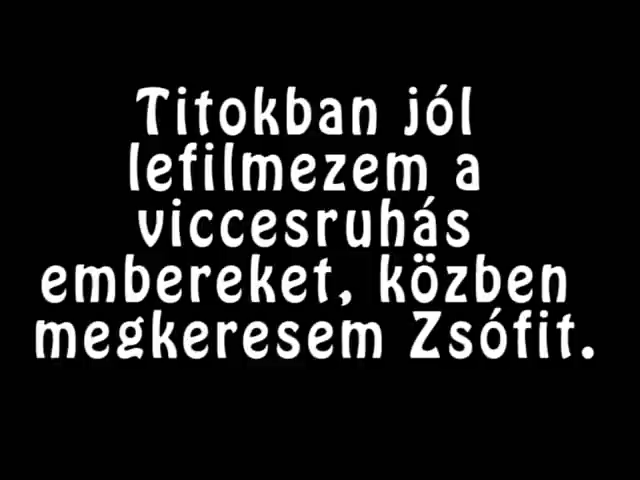 Titokban jól
lefilmezem a
viccesruhás
embereket, közben
megkeresem Zsófit.